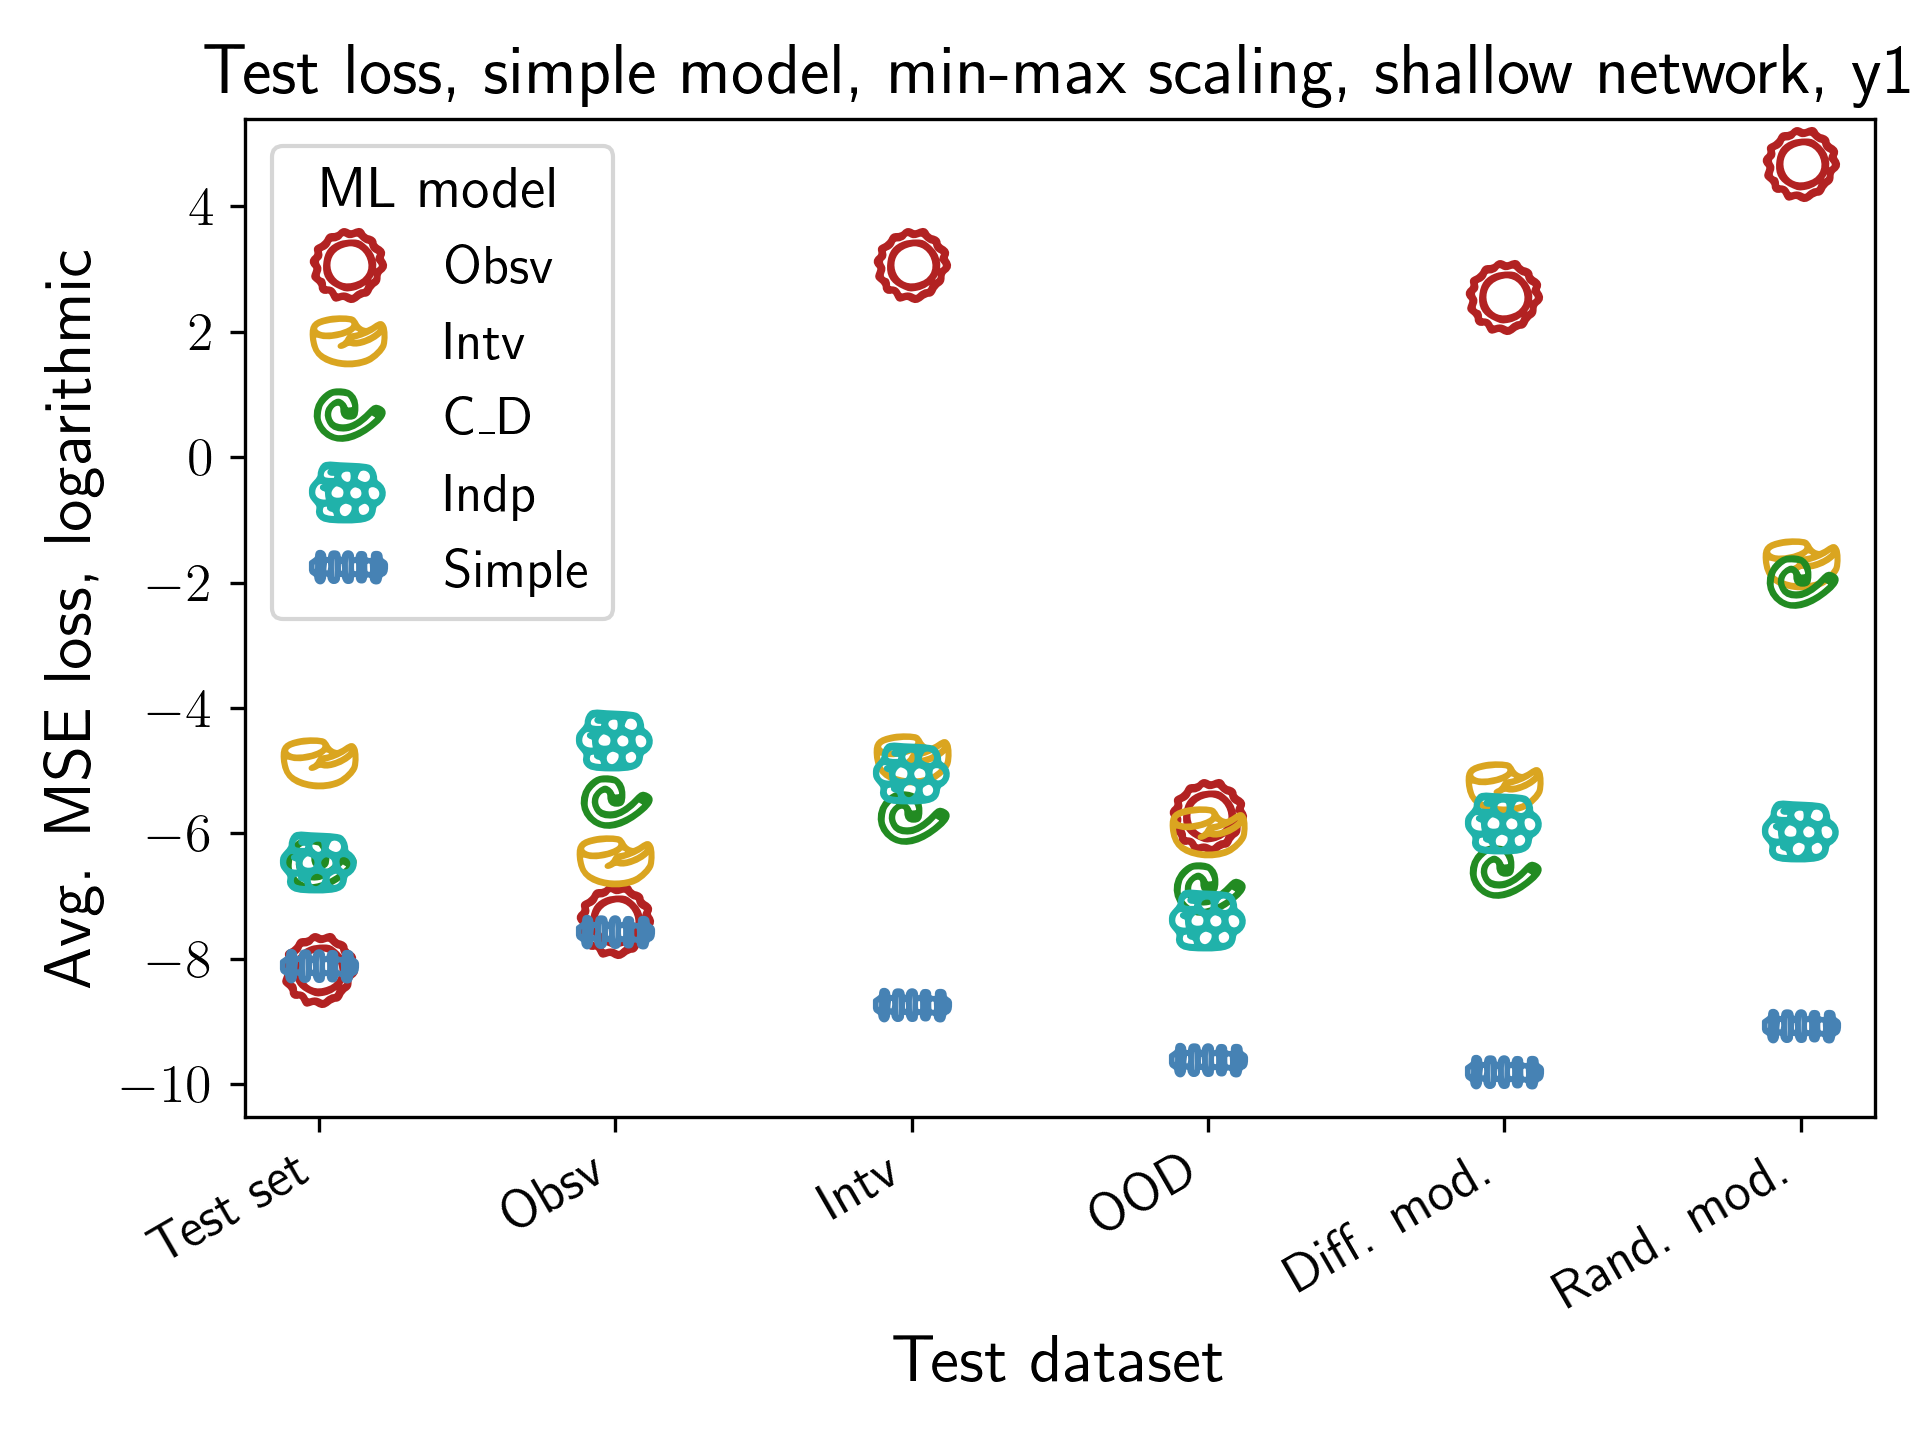 Test loss, simple model, min-max scaling, shallow network, y1
Avg. MSE loss, logarithmic
4
2
0
−2
−4
−6
−8
−10
ML model
Obsv
Intv
C_D
Indp
Simple
Test set
Obsv
Intv
OOD
Diff. mod.
Rand. mod.
Test dataset